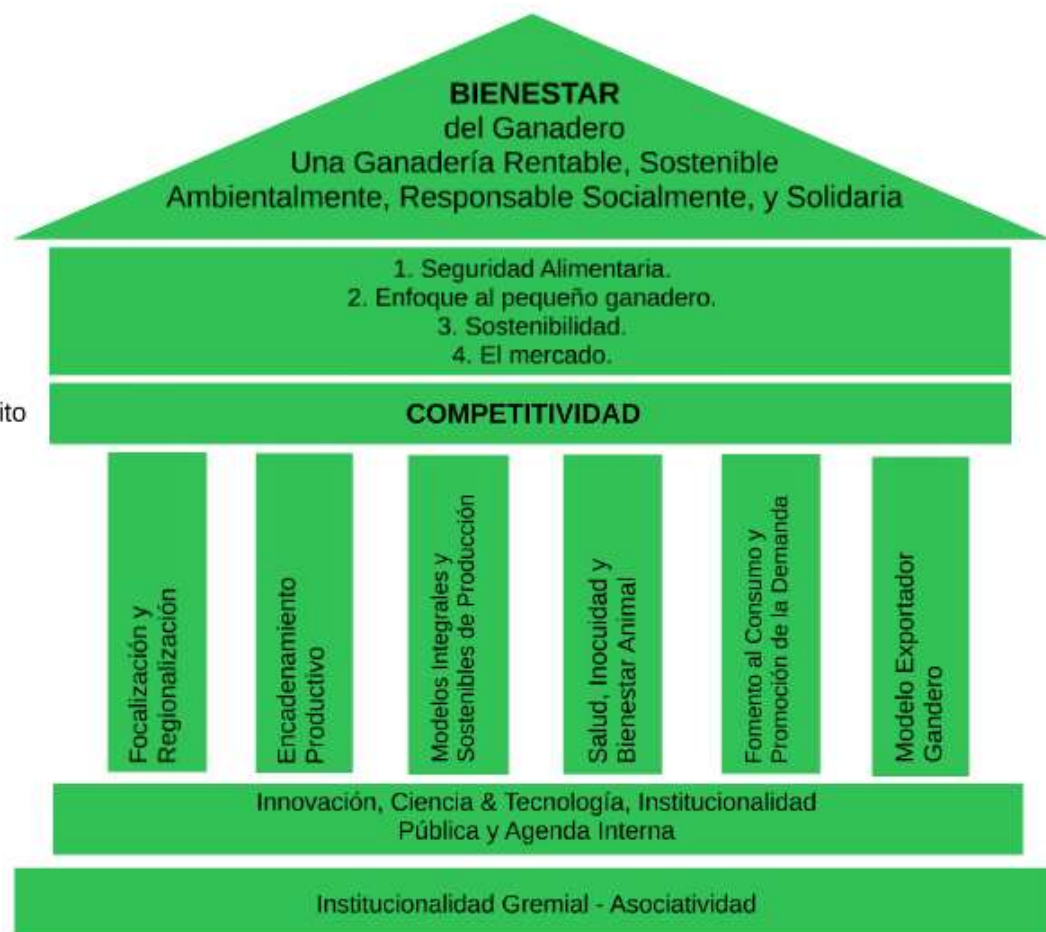 BIENESTAR
del Ganadero
Una Ganadería Rentable, Sostenible
Ambientalmente, Responsable Socialmente, y Solidaria
1. Seguridad Alimentaria.
2. Enfoque al pequeño ganadero.
3. Sostenibilidad.
4. El mercado.
ito
COMPETITIVIDAD
Focalización y
Regionalización
Encadenamiento
Productivo
Modelos Integrales y
Sostenibles de Producción
Salud, Inocuidad y
Bienestar Animal
Fomento al Consumo y
Promoción de la Demanda
Modelo Exportador
Gandero
Innovación, Ciencia & Tecnología, Institucionalidad
Pública y Agenda Interna
Institucionalidad Gremial - Asociatividad